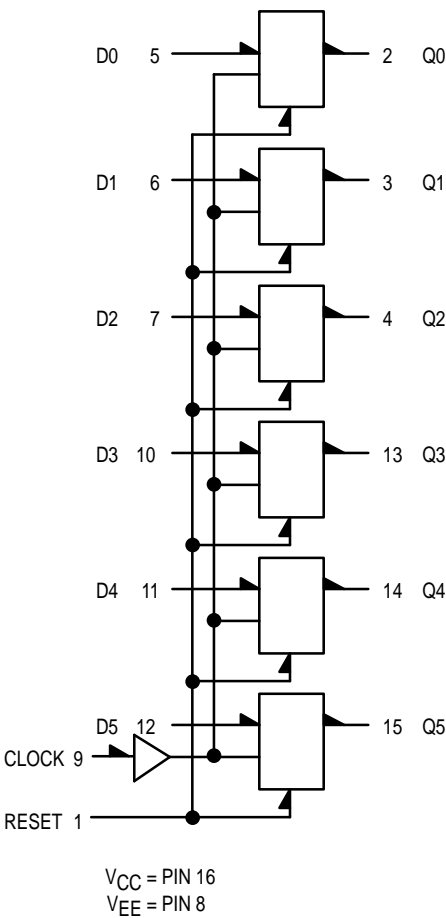 D0 5 2 Q0
D1 6 3 Q1
D2 7 4 Q2
D3 10 13 Q3
D4 11 14 Q4
D5 12 15 Q5
CLOCK 9
RESET 1
VCC = PIN 16
VEE = PIN 8